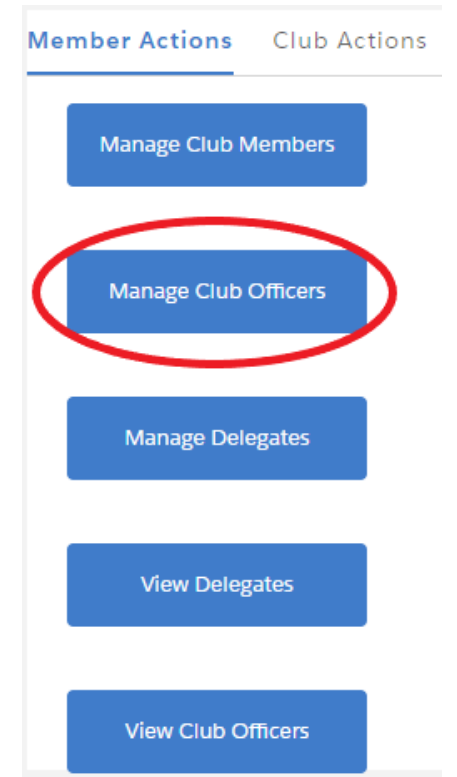 Member Actions Club Actions
Manage Club Members
Manage Club Officers
Manage Delegates
View Delegates
View Club Officers